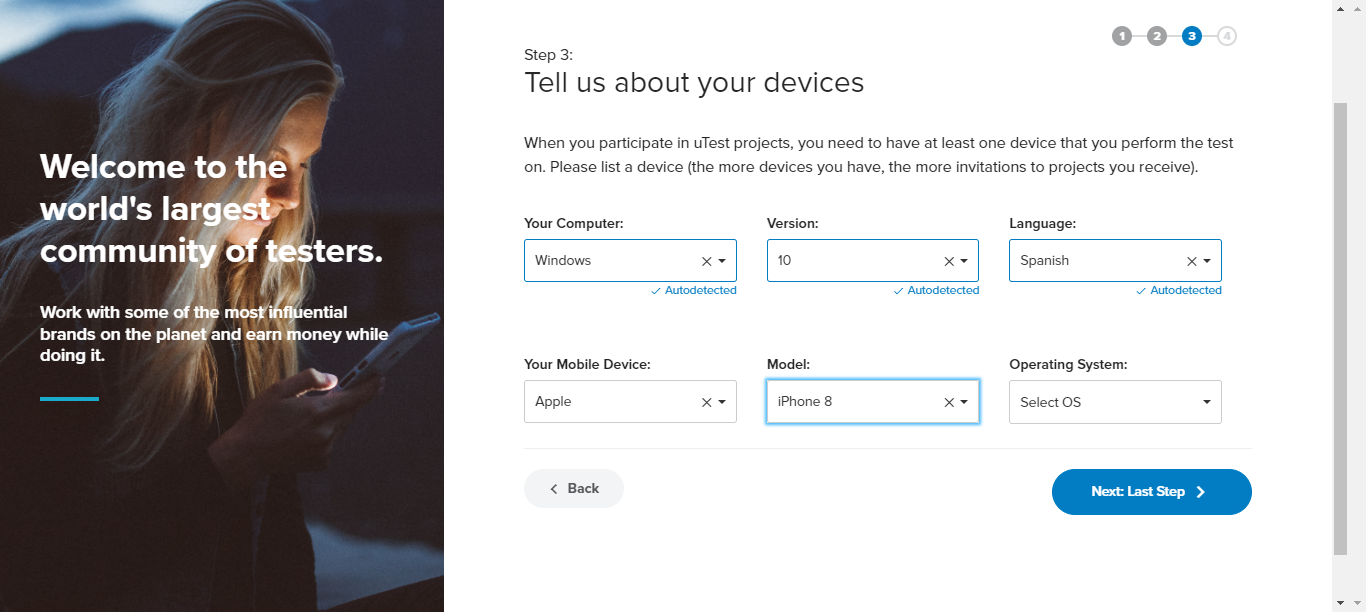 Welcome to the
world's largest
community of testers.
Work with some of the most influential
brands on the planet and earn money while
doing it.
1 2 3 4
Step 3:
Tell us about your devices
When you participate in uTest projects, you need to have at least one device that you perform the test
on. Please list a device (the more devices you have, the more invitations to projects you receive).
Your Computer: Version: Language:
Windows 10 Spanish
Autodetected Autodetected Autodetected
Your Mobile Device: Model: Operating System:
Apple iPhone 8 Select OS
Back Next: Last Step